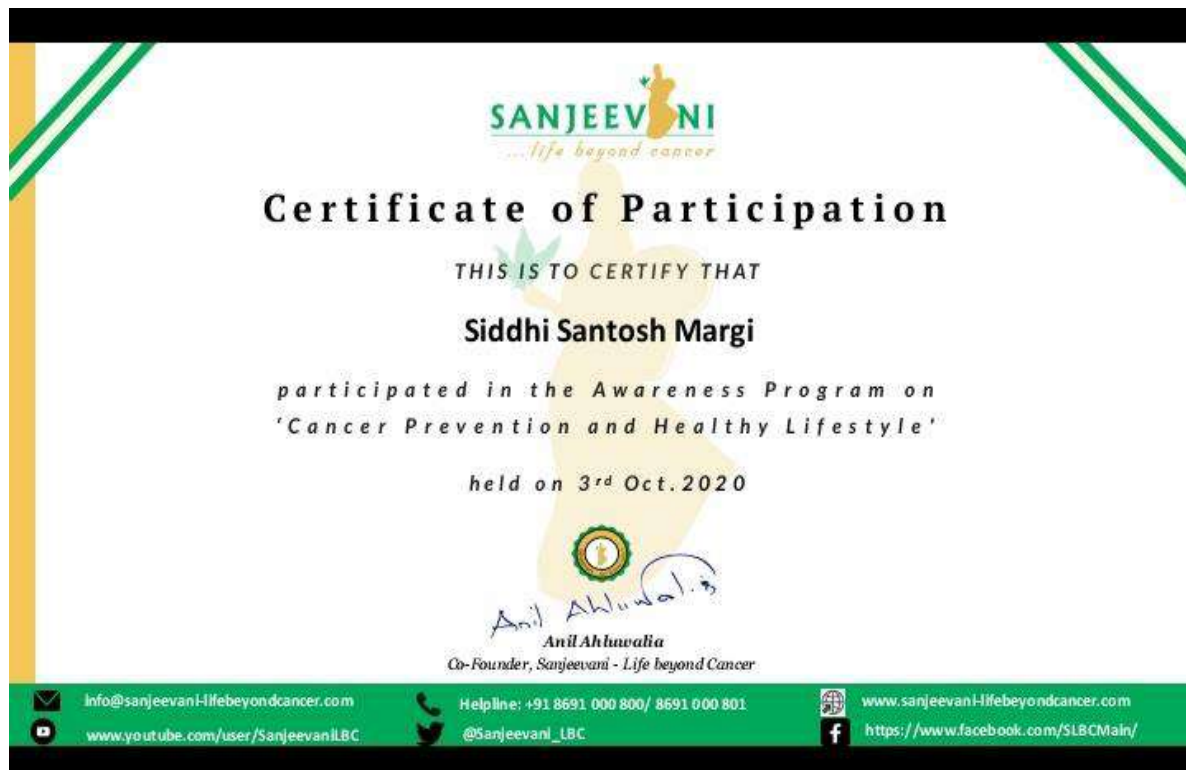 SANJEEVANI
...life beyond cancer
Certificate of Participation
THIS IS TO CERTIFY THAT
Siddhi Santosh Margi
participated in the Awareness Program on
'Cancer Prevention and Healthy Lifestyle'
held on 3rd Oct.2020
Anil Ahluwalia
Anil Ahluwalia
Co-Founder, Sanjeevani - Life beyond Cancer
info@sanjeevani-lifebeyondcancer.com
Helpline: +91 8691 000 800/ 8691 000 801
www.sanjeevani-lifebeyondcancer.com
www.youtube.com/user/SanjeevaniLBC
@Sanjeevani_LBC
https://www.facebook.com/SLBCMain/